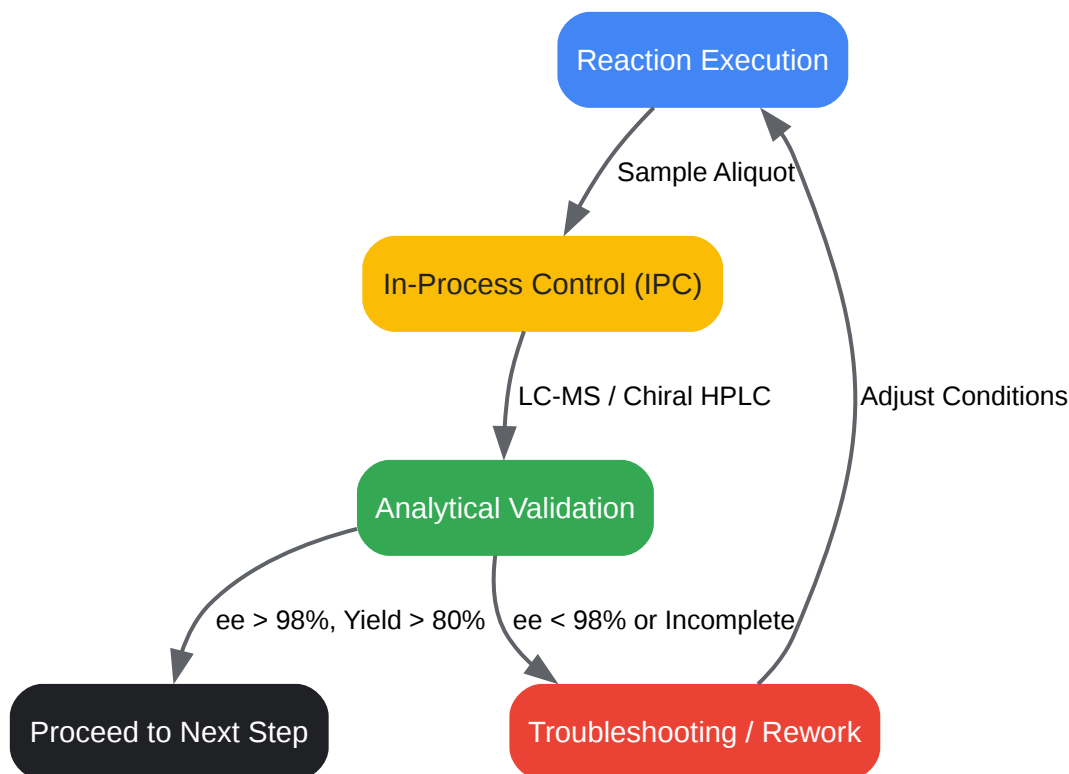 Reaction Execution
Sample Aliquot
In-Process Control (IPC)
LC-MS / Chiral HPLC
Adjust Conditions
Analytical Validation
ee > 98%, Yield > 80%
ee < 98% or Incomplete
Proceed to Next Step
Troubleshooting / Rework